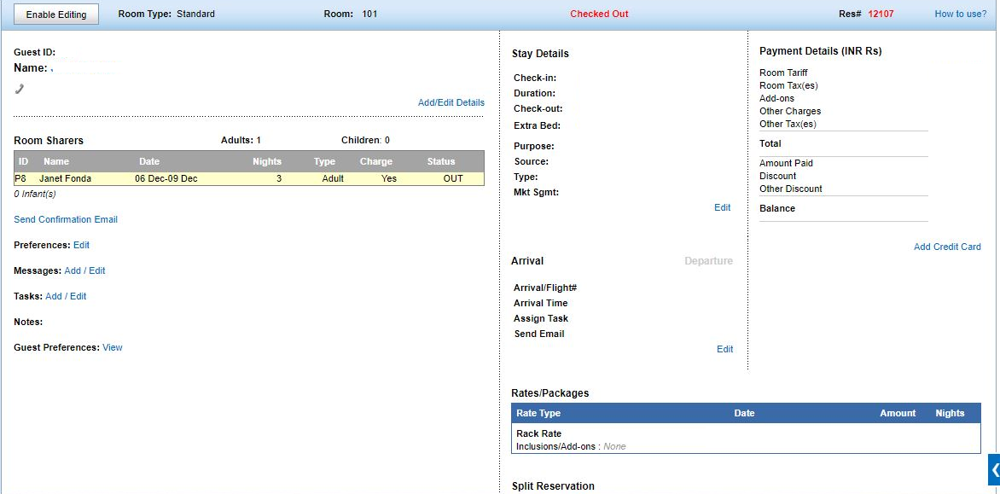 Enable Editing Room Type: Standard Room: 101 Checked Out Res# 12107 How to use?
Guest ID:
Name:
Add/Edit Details
Room Sharers Adults: 1 Children: 0
ID Name Date Nights Type Charge Status
P8 Janet Fonda 06 Dec-09 Dec 3 Adult Yes OUT
0 Infant(s)
Send Confirmation Email
Preferences: Edit
Messages: Add / Edit
Tasks: Add / Edit
Notes:
Guest Preferences: View
Stay Details
Check-in:
Duration:
Check-out:
Extra Bed:
Purpose:
Source:
Type:
Mkt Sgmt:
Edit
Arrival Departure
Arrival/Flight#
Arrival Time
Assign Task
Send Email
Edit
Payment Details (INR Rs)
Room Tariff
Room Tax(es)
Add-ons
Other Charges
Other Tax(es)
Total
Amount Paid
Discount
Other Discount
Balance
Add Credit Card
Rates/Packages
Rate Type Date Amount Nights
Rack Rate
Inclusions/Add-ons : None
Split Reservation